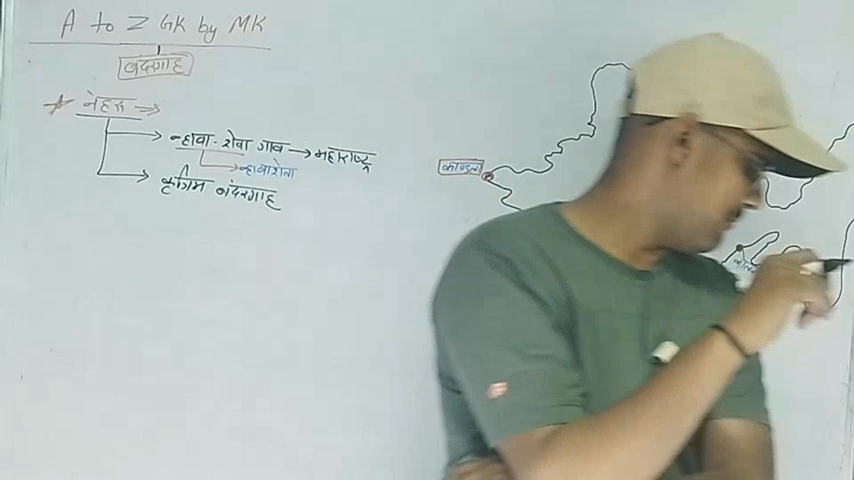 A to Z GK by MK
बंदरगाह
नेहरू
न्हावा-शेवा गांव → महाराष्ट्र
न्हावाशेवा
कृत्रिम बंदरगाह
काण्डला